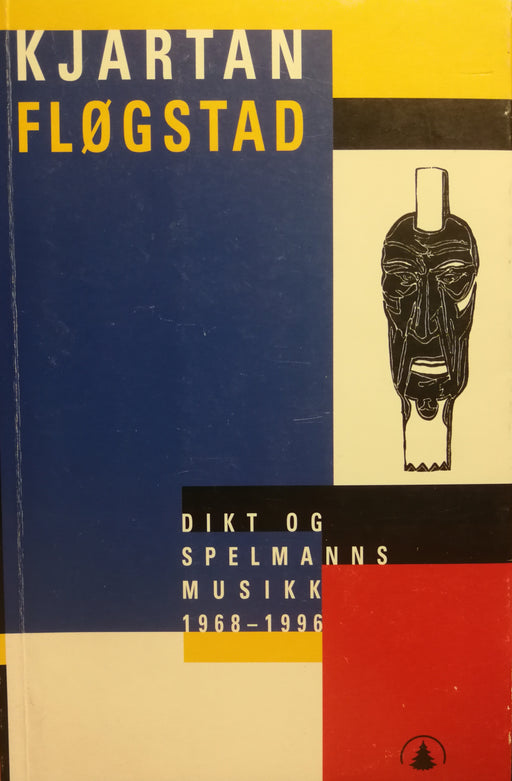 KJARTAN
FLØGSTAD
DIKT OG
SPELMANNS
MUSIKK
1968–1996